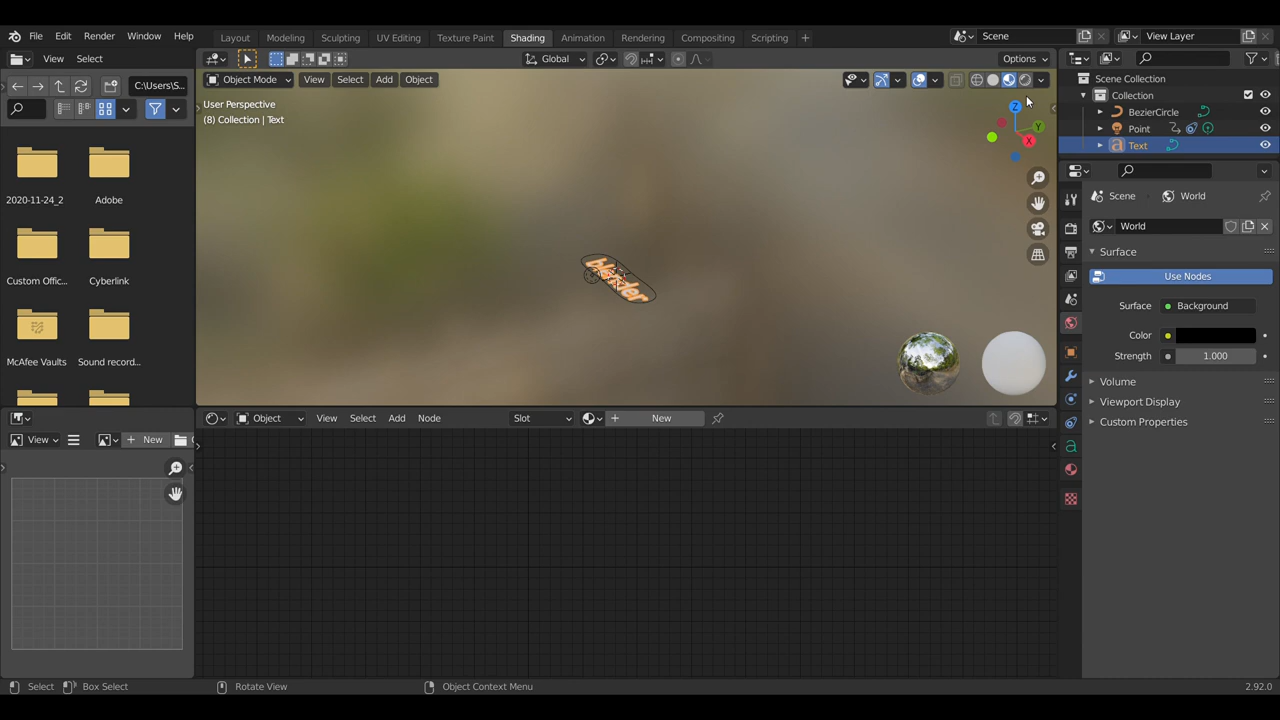 File Edit Render Window Help Layout Modeling Sculpting UV Editing Texture Paint Shading Animation Rendering Compositing Scripting + Scene View Layer
View Select Global Options
C:\Users\S... Object Mode View Select Add Object
User Perspective
(8) Collection | Text
Z
Y
X
blender
2020-11-24_2 Adobe
Custom Offic... Cyberlink
McAfee Vaults Sound record...
View New
Object View Select Add Node Slot New
Scene Collection
Collection
BezierCircle
Point
Text
Scene World
World
Surface
Use Nodes
Surface Background
Color
Strength 1.000
Volume
Viewport Display
Custom Properties
Select Box Select Rotate View Object Context Menu 2.92.0